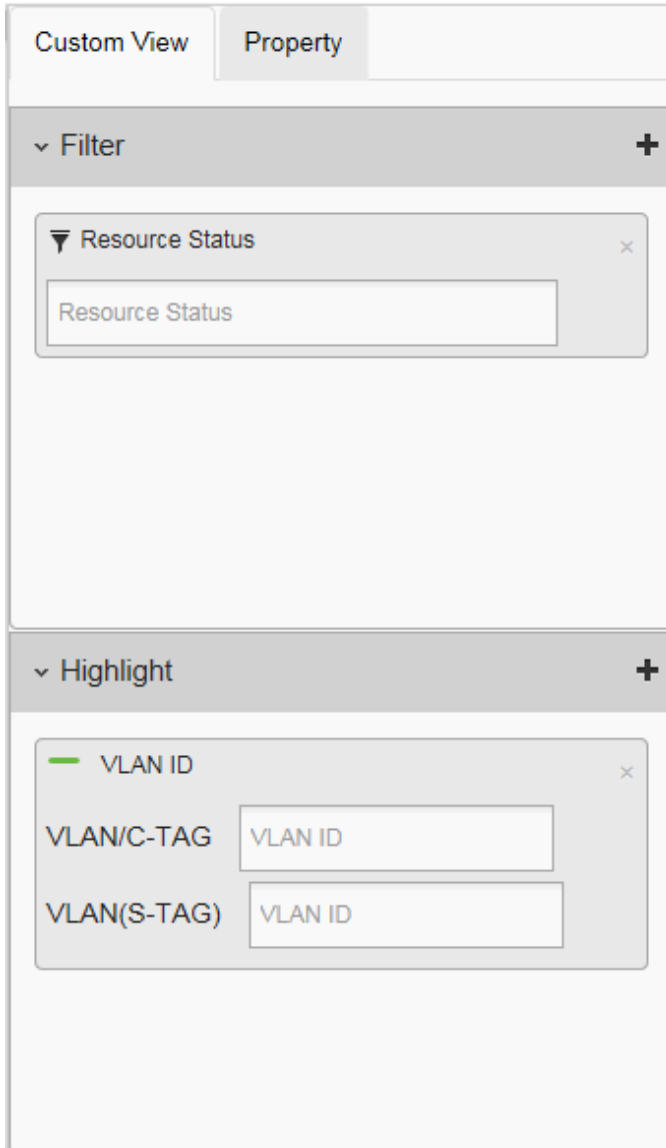 Custom View Property
Filter
Resource Status
Resource Status
Highlight
VLAN ID
VLAN/C-TAG VLAN ID
VLAN(S-TAG) VLAN ID